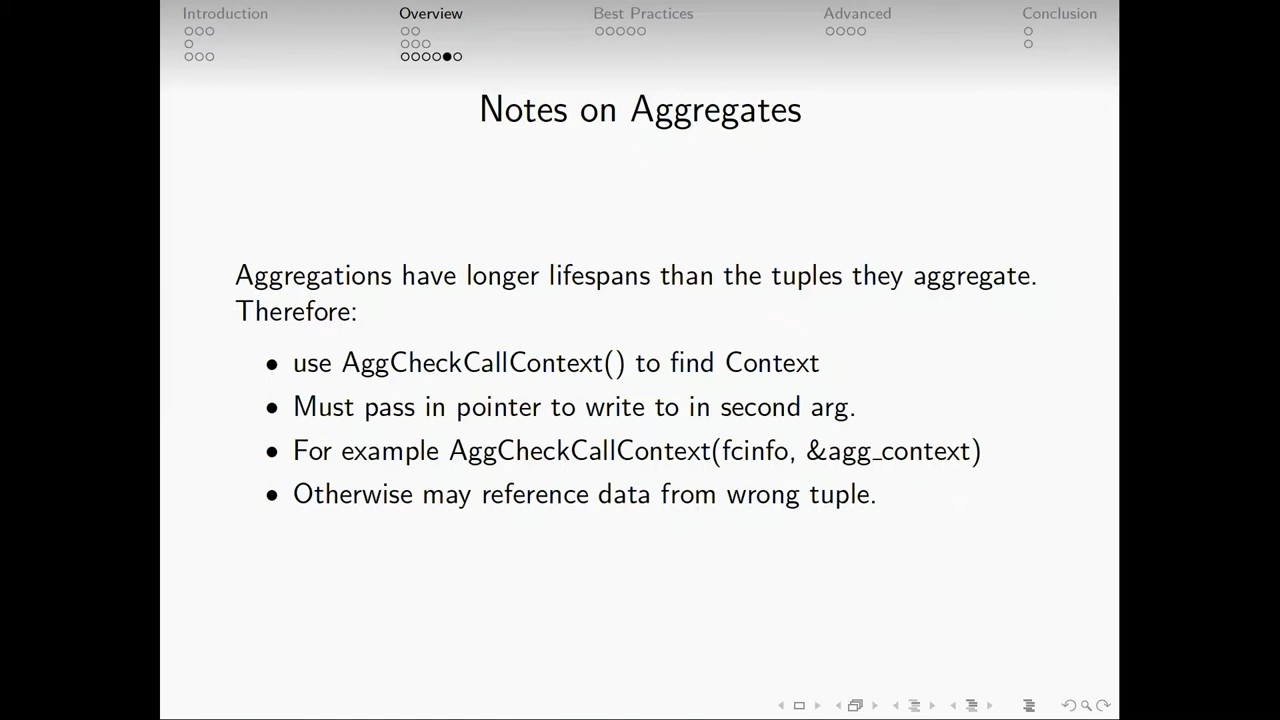 Introduction Overview Best Practices Advanced Conclusion
Notes on Aggregates
Aggregations have longer lifespans than the tuples they aggregate.
Therefore:
• use AggCheckCallContext() to find Context
• Must pass in pointer to write to in second arg.
• For example AggCheckCallContext(fcinfo, &agg_context)
• Otherwise may reference data from wrong tuple.